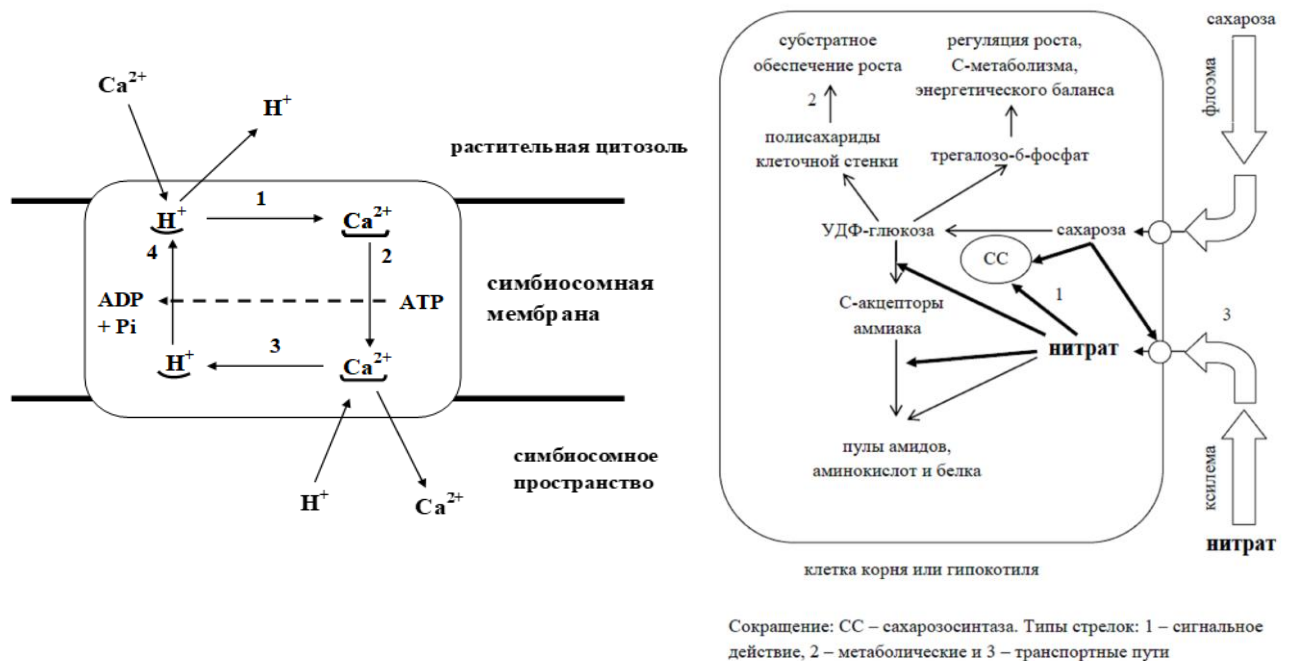 Ca2+
H+
растительная цитозоль
H+
1
Ca2+
4
2
симбиосомная
мембрана
ADP
+ Pi
ATP
H+
3
Ca2+
симбиосомное
пространство
H+
Ca2+
сахароза
субстратное
обеспечение роста
регуляция роста,
С-метаболизма,
энергетического баланса
флоэма
2
полисахариды
клеточной стенки
трегалозо-6-фосфат
УДФ-глюкоза
сахароза
СС
1
С-акцепторы
аммиака
3
нитрат
пулы амидов,
аминокислот и белка
ксилема
нитрат
клетка корня или гипокотиля
Сокращение: СС – сахарозосинтаза. Типы стрелок: 1 – сигнальное
действие, 2 – метаболические и 3 – транспортные пути